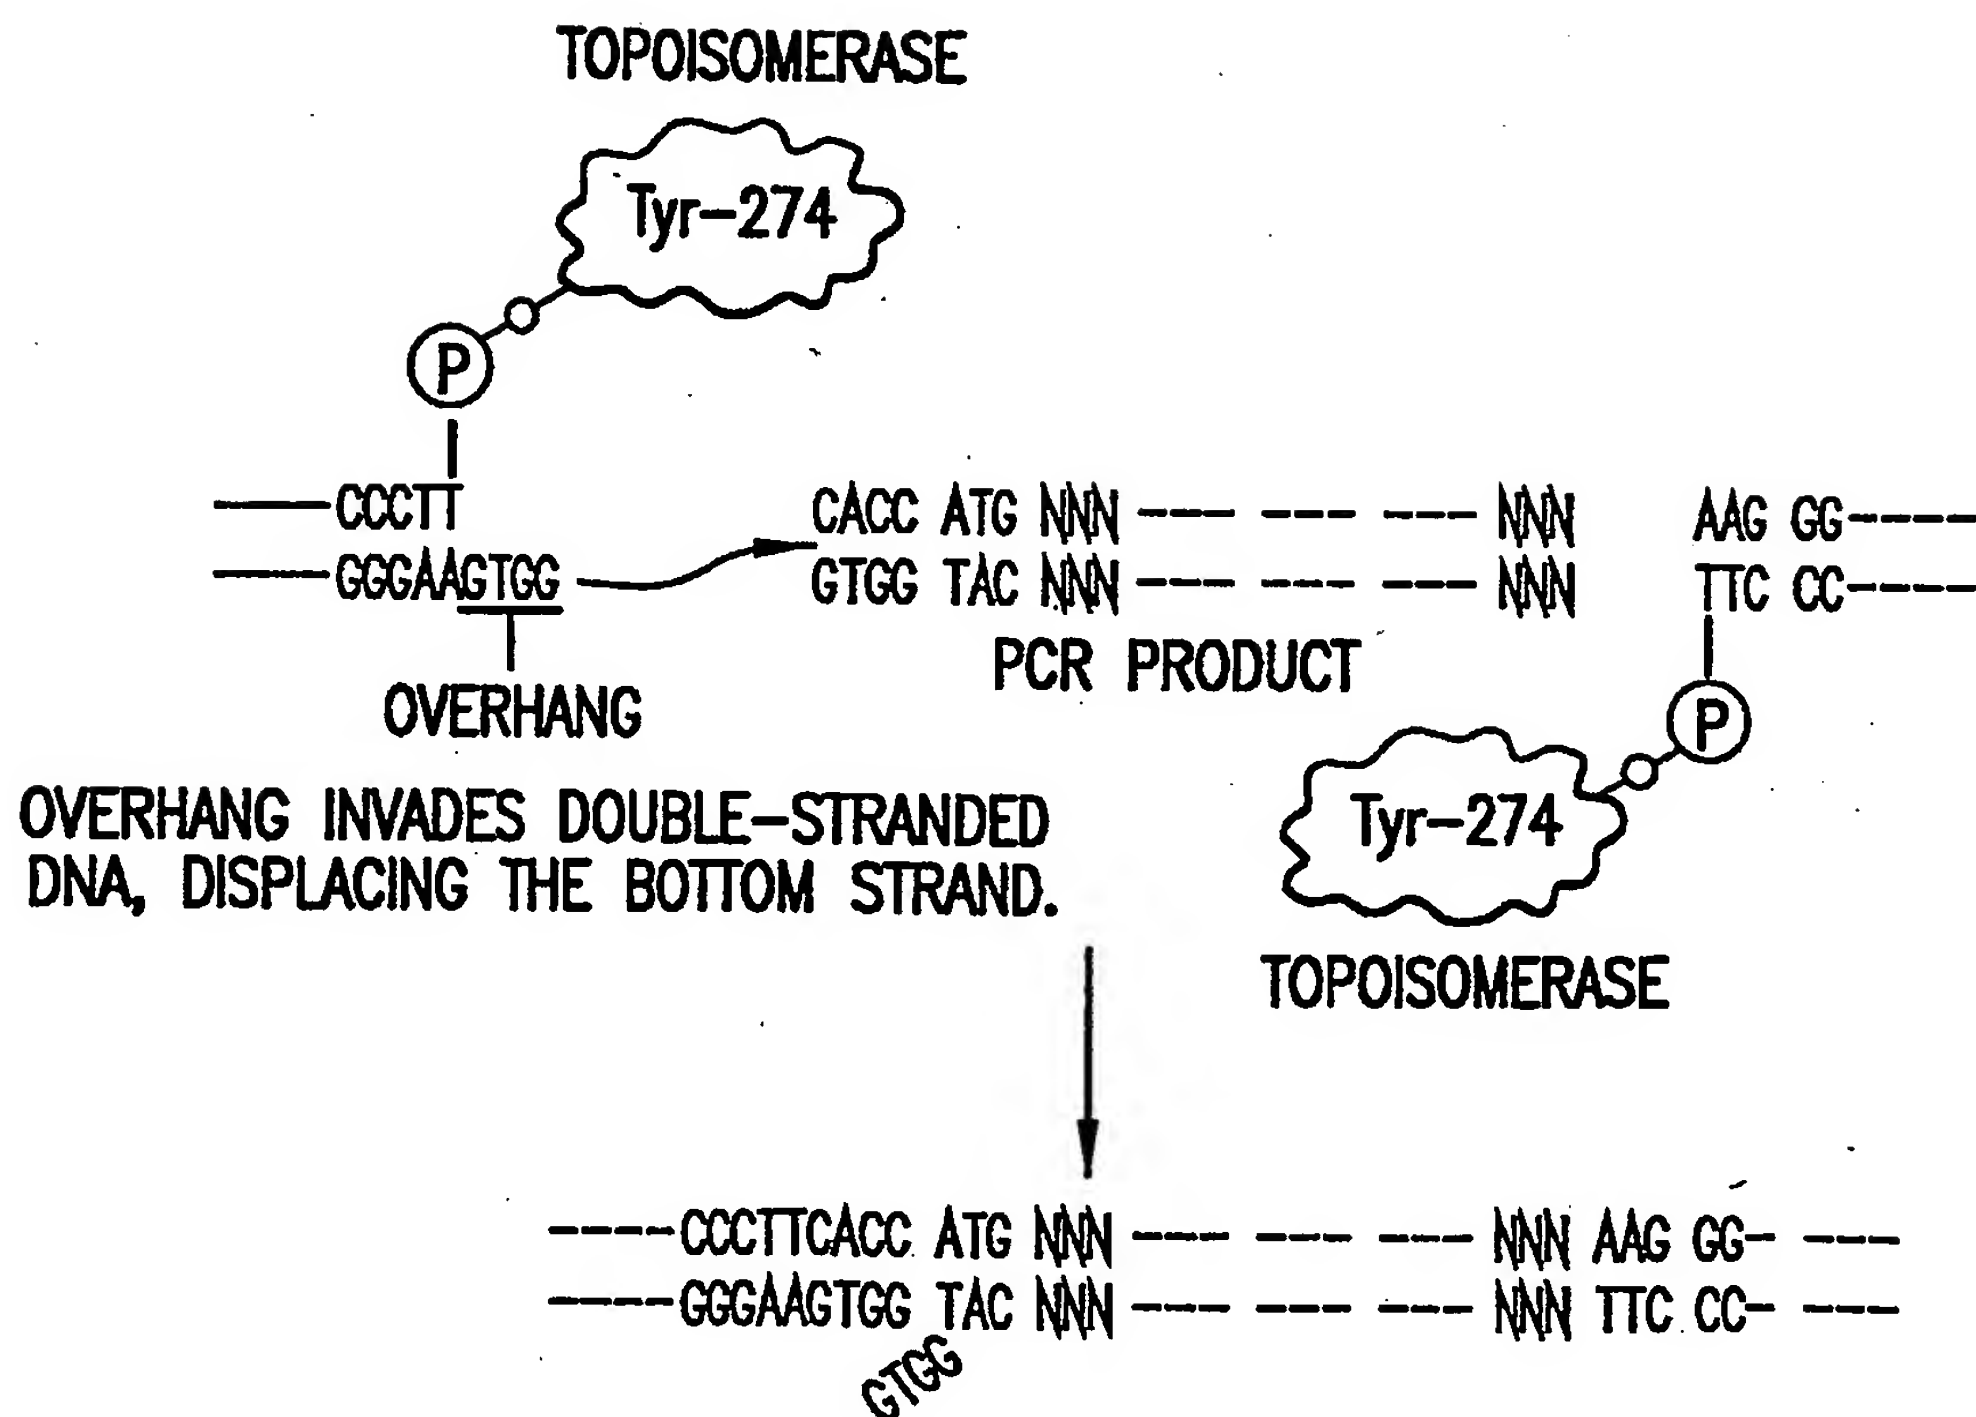 TOPOISOMERASE
Tyr-274
P
CCCTT
GGGAAGTGG
CACC ATG NNN --- --- --- NNN AAG GG-----
GTGG TAC NNN --- --- --- NNN TTC CC-----
PCR PRODUCT
OVERHANG
P
Tyr-274
TOPOISOMERASE
OVERHANG INVADES DOUBLE-STRANDED
DNA, DISPLACING THE BOTTOM STRAND.
----CCCTTCACC ATG NNN --- --- --- NNN AAG GG- ---
----GGGAAGTGG TAC NNN --- --- --- NNN TTC CC- ---
GTGG